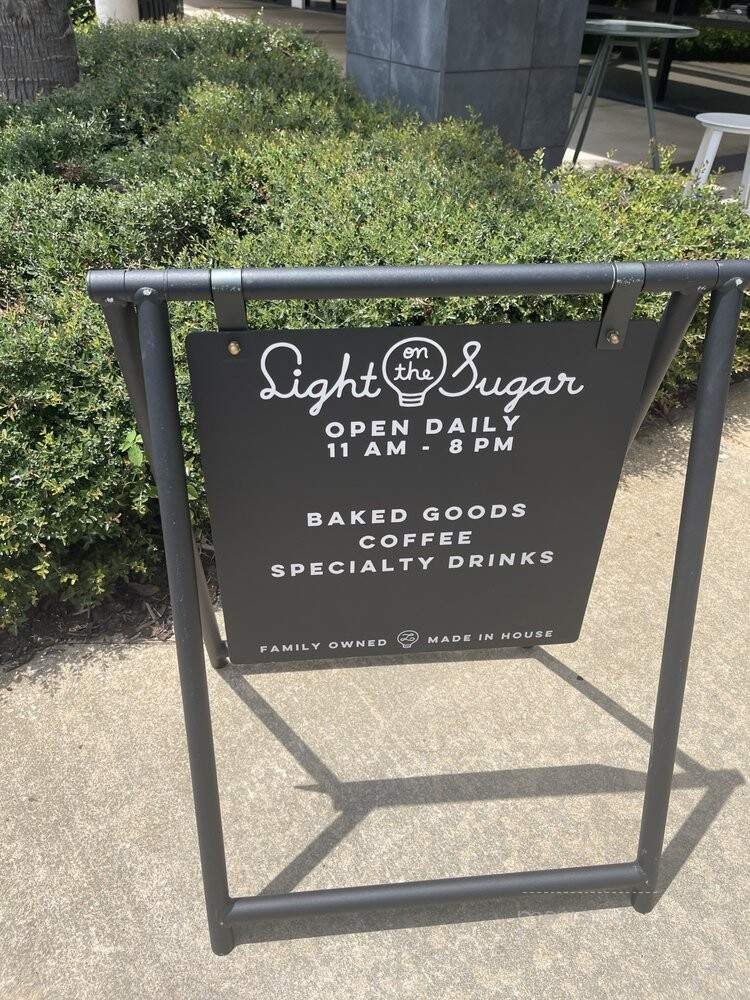 Light on the Sugar
OPEN DAILY
11 AM - 8 PM
BAKED GOODS
COFFEE
SPECIALTY DRINKS
FAMILY OWNED MADE IN HOUSE